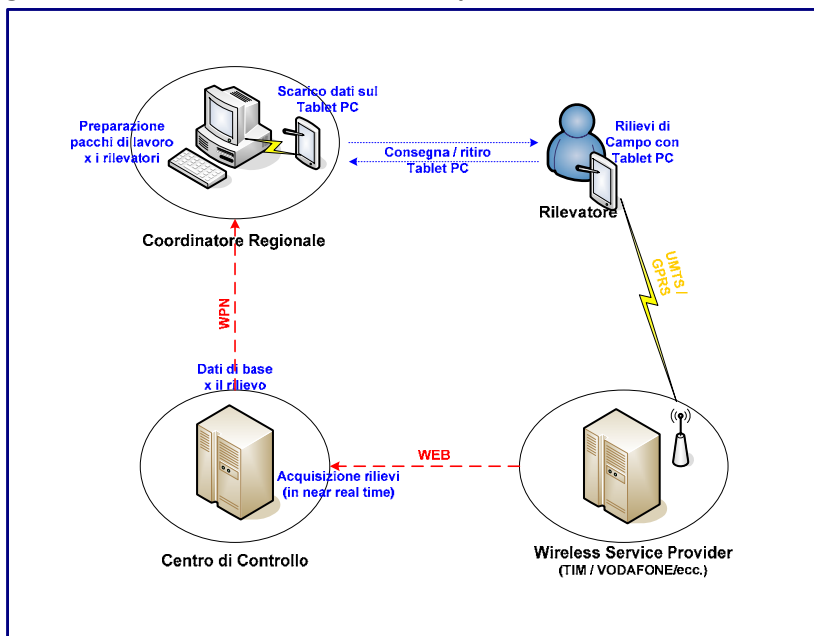 Scarico dati sul
Tablet PC
Preparazione
pacchi di lavoro
x i rilevatori
Rilievi di
Campo con
Tablet PC
Consegna / ritiro
Tablet PC
Rilevatore
Coordinatore Regionale
UMTS /
GPRS
WPN
Dati di base
x il rilievo
WEB
Acquisizione rilievi
(in near real time)
Centro di Controllo
Wireless Service Provider
(TIM / VODAFONE/ecc.)